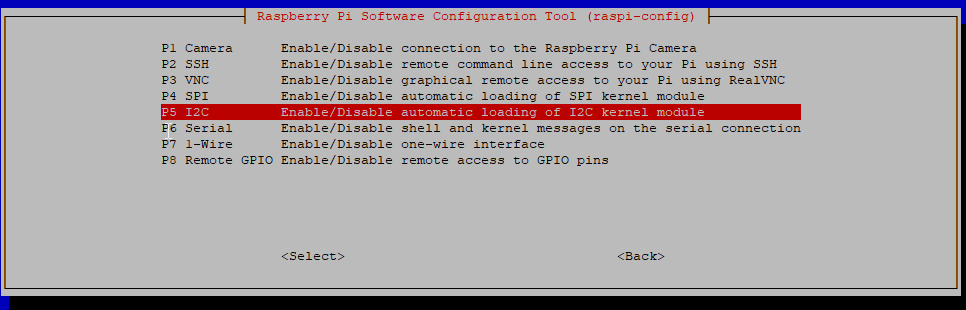 Raspberry Pi Software Configuration Tool (raspi-config)
P1 Camera Enable/Disable connection to the Raspberry Pi Camera
P2 SSH Enable/Disable remote command line access to your Pi using SSH
P3 VNC Enable/Disable graphical remote access to your Pi using RealVNC
P4 SPI Enable/Disable automatic loading of SPI kernel module
P5 I2C Enable/Disable automatic loading of I2C kernel module
P6 Serial Enable/Disable shell and kernel messages on the serial connection
P7 1-Wire Enable/Disable one-wire interface
P8 Remote GPIO Enable/Disable remote access to GPIO pins
<Select> <Back>